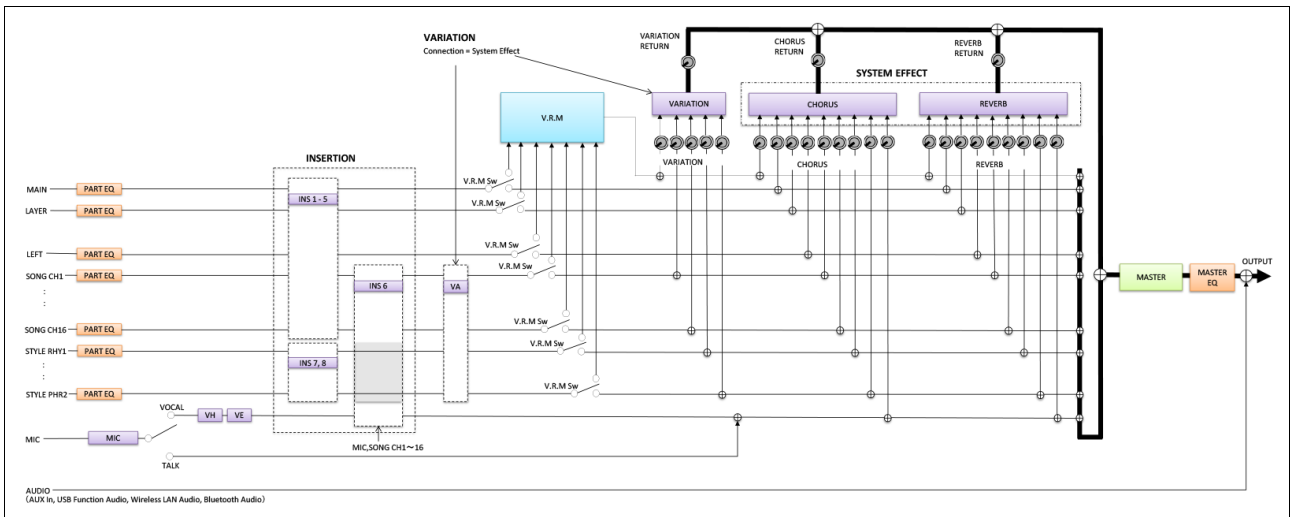 VARIATION
Connection = System Effect
VARIATION
RETURN
CHORUS
RETURN
REVERB
RETURN
SYSTEM EFFECT
V.R.M
VARIATION
CHORUS
REVERB
VARIATION
CHORUS
REVERB
INSERTION
MAIN
PART EQ
INS 1 - 5
V.R.M Sw
LAYER
PART EQ
V.R.M Sw
LEFT
PART EQ
V.R.M Sw
SONG CH1
PART EQ
INS 6
VA
V.R.M Sw
:
:
SONG CH16
PART EQ
V.R.M Sw
STYLE RHY1
PART EQ
INS 7, 8
V.R.M Sw
:
:
STYLE PHR2
PART EQ
V.R.M Sw
MASTER
MASTER
EQ
OUTPUT
VOCAL
VH
VE
MIC
MIC
TALK
MIC,SONG CH1~16
AUDIO
(AUX In, USB Function Audio, Wireless LAN Audio, Bluetooth Audio)